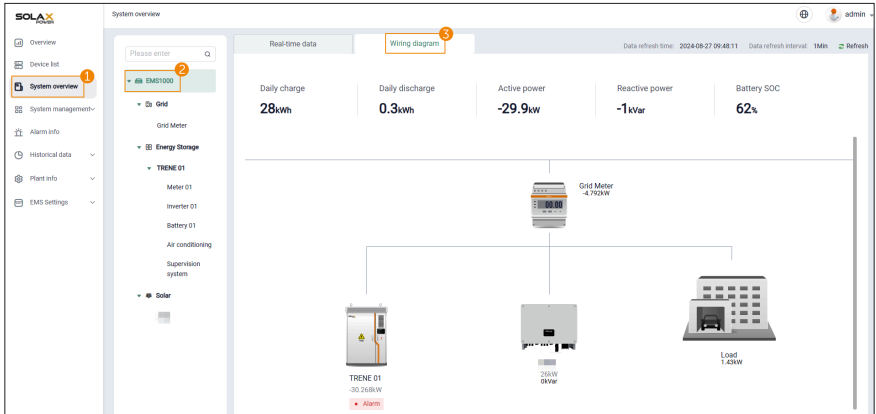 SOLAX
POWER
System overview
admin
Overview
Device list
System overview
1
System management
Alarm info
Historical data
Plant info
EMS Settings
Please enter
2
EMS1000
Grid
Grid Meter
Energy Storage
TRENE 01
Meter 01
Inverter 01
Battery 01
Air conditioning
Supervision
system
Solar
Real-time data
Wiring diagram
3
Data refresh time: 2024-08-27 09:48:11 Data refresh interval: 1Min Refresh
Daily charge Daily discharge Active power Reactive power Battery SOC
28kWh 0.3kWh -29.9kW -1kVar 62%
Grid Meter
-4.792kW
00.00
TRENE 01
-30.268kW
Alarm
26kW
0kVar
Load
1.43kW